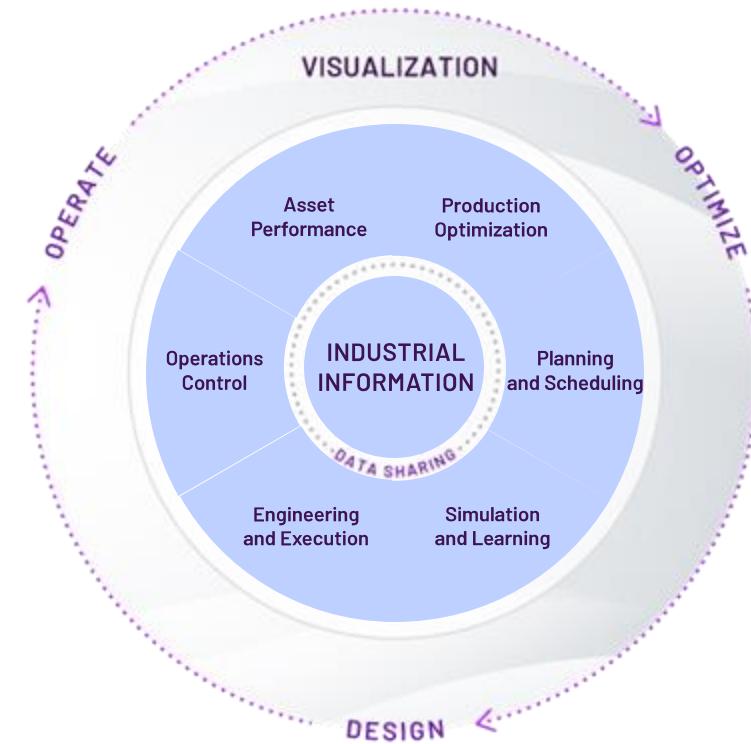 VISUALIZATION
OPERATE
OPTIMIZE
Asset
Performance
Production
Optimization
Operations
Control
INDUSTRIAL
INFORMATION
Planning
and Scheduling
DATA SHARING
Engineering
and Execution
Simulation
and Learning
DESIGN